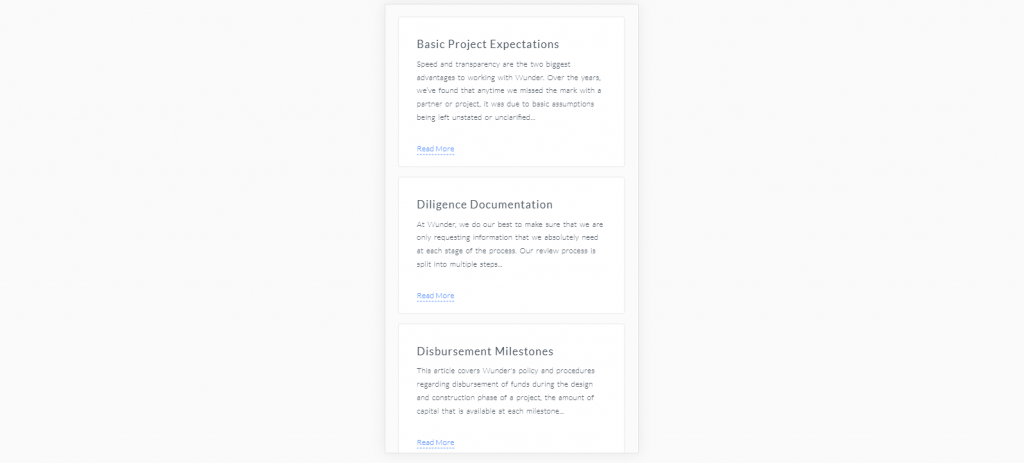 Basic Project Expectations
Speed and transparency are the two biggest
advantages to working with Wunder. Over the years,
we've found that anytime we missed the mark with a
partner or project, it was due to basic assumptions
being left unstated or unclarified...
Read More
Diligence Documentation
At Wunder, we do our best to make sure that we are
only requesting information that we absolutely need
at each stage of the process. Our review process is
split into multiple steps...
Read More
Disbursement Milestones
This article covers Wunder's policy and procedures
regarding disbursement of funds during the design
and construction phase of a project, the amount of
capital that is available at each milestone...
Read More